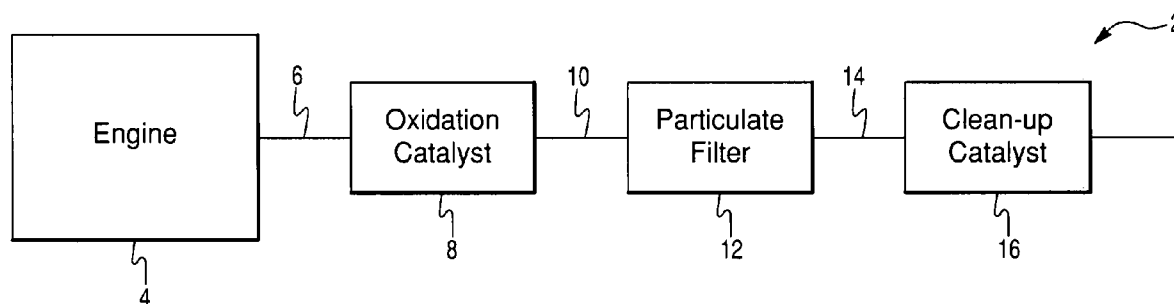 2
6
10
14
Engine
Oxidation
Catalyst
Particulate
Filter
Clean-up
Catalyst
8
12
16
4